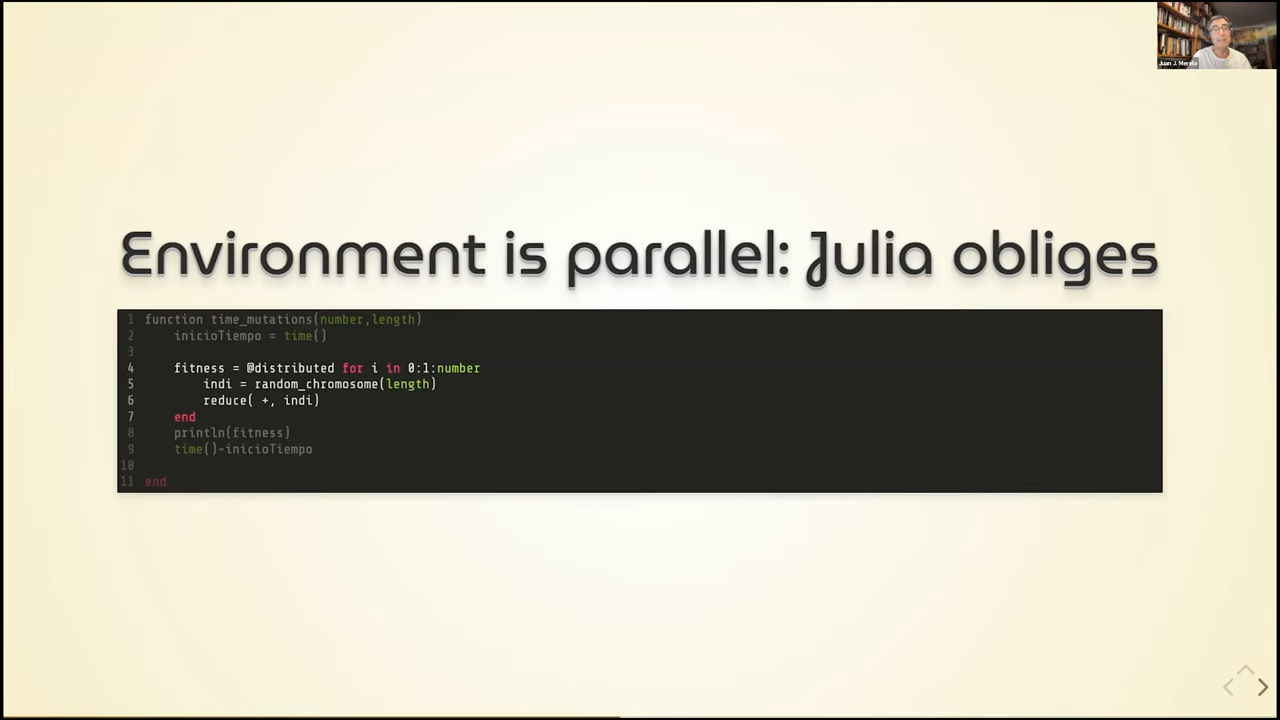 Juan J. Merelo
Environment is parallel: Julia obliges
1 function time_mutations(number,length)
2 inicioTiempo = time()
3
4 fitness = @distributed for i in 0:1:number
5 indi = random_chromosome(length)
6 reduce( +, indi)
7 end
8 println(fitness)
9 time()-inicioTiempo
10
11 end